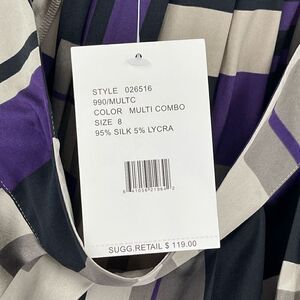 STYLE 026516
990/MULTC
COLOR MULTI COMBO
SIZE 8
95% SILK 5% LYCRA
SUGG.RETAIL $ 119.00